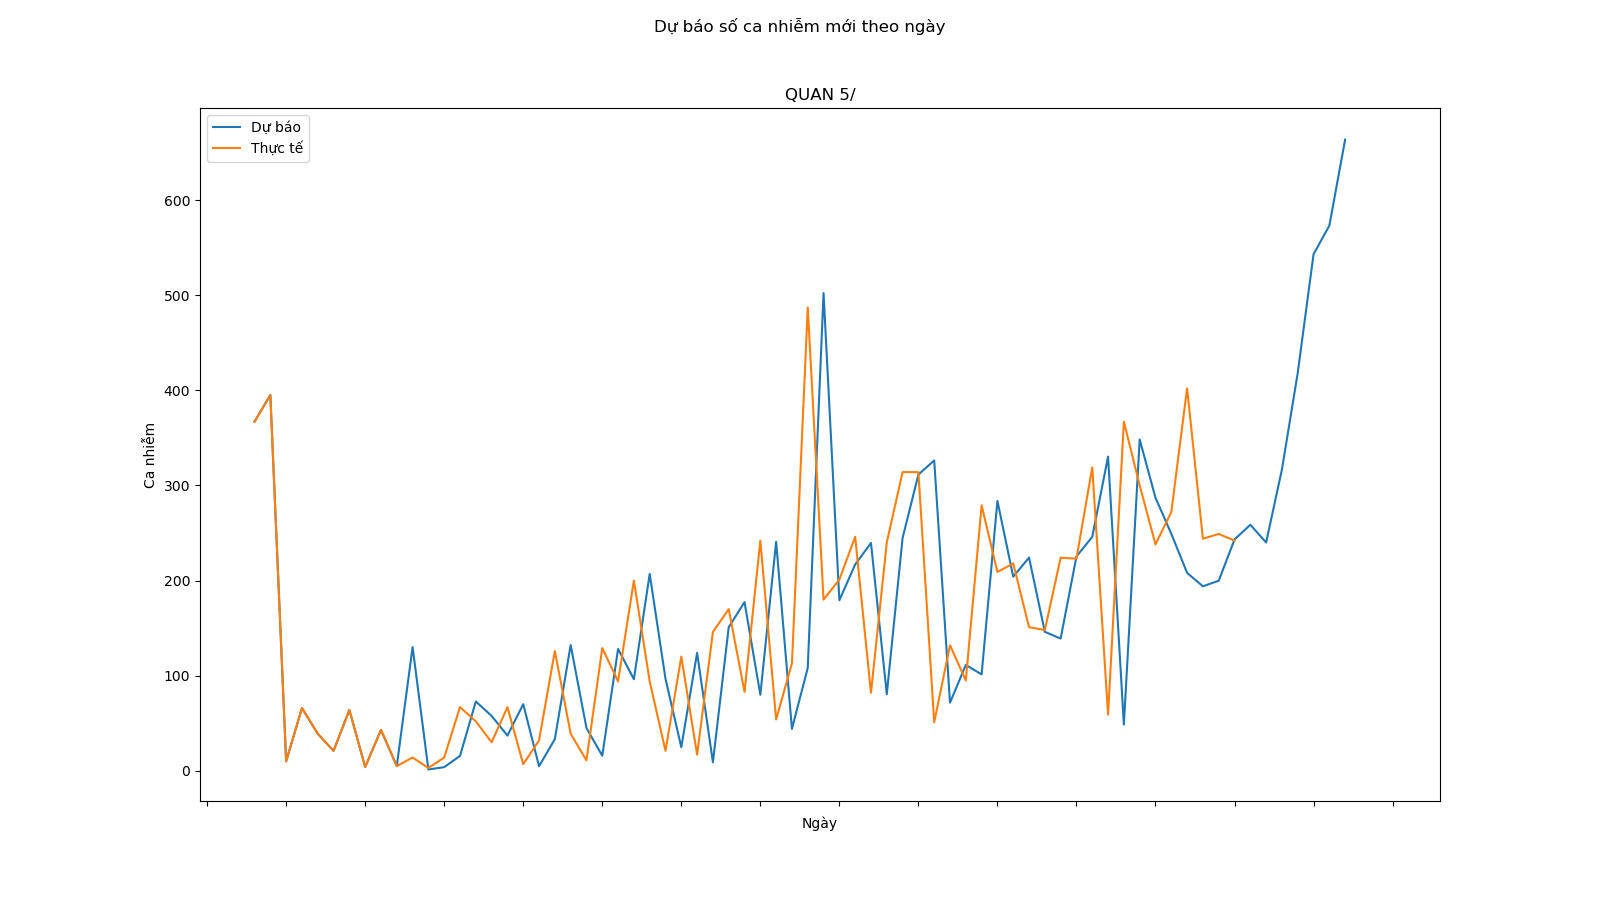 Dự báo số ca nhiễm mới theo ngày
QUAN 5/
Dự báo
Thực tế
600
500
400
300
200
100
0
Ca nhiễm
Ngày